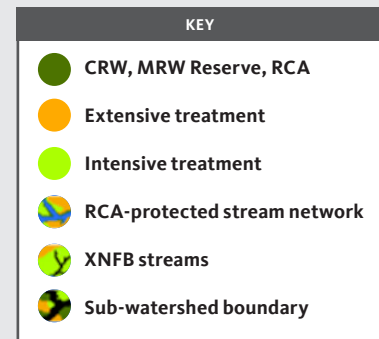 KEY
CRW, MRW Reserve, RCA
Extensive treatment
Intensive treatment
RCA-protected stream network
XNFB streams
Sub-watershed boundary